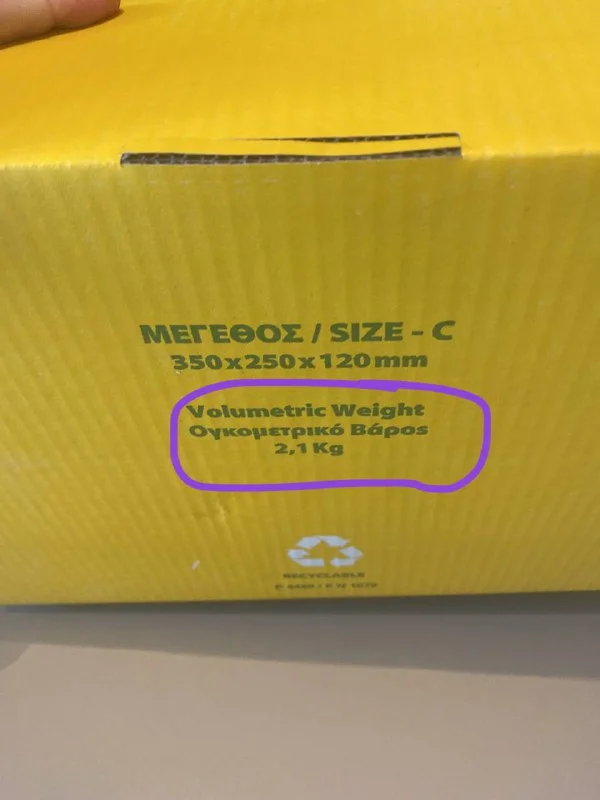 ΜΕΓΕΘΟΣ / SIZE - C
350x250x120mm
Volumetric Weight
Ογκομετρικό Βάρος
2,1 Kg
RECYCLABLE